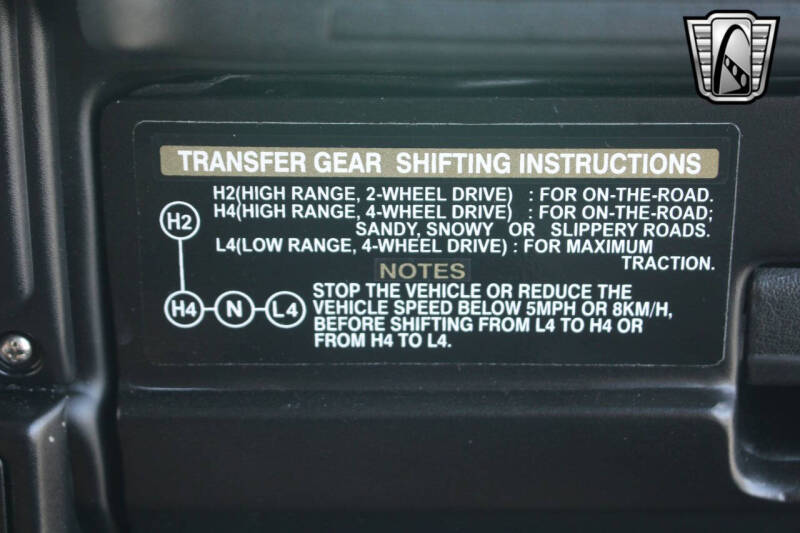 TRANSFER GEAR SHIFTING INSTRUCTIONS
H2(HIGH RANGE, 2-WHEEL DRIVE) : FOR ON-THE-ROAD.
H4(HIGH RANGE, 4-WHEEL DRIVE) : FOR ON-THE-ROAD;
SANDY, SNOWY OR SLIPPERY ROADS.
L4(LOW RANGE, 4-WHEEL DRIVE) : FOR MAXIMUM
TRACTION.
H2
H4 N L4
NOTES
STOP THE VEHICLE OR REDUCE THE
VEHICLE SPEED BELOW 5MPH OR 8KM/H,
BEFORE SHIFTING FROM L4 TO H4 OR
FROM H4 TO L4.